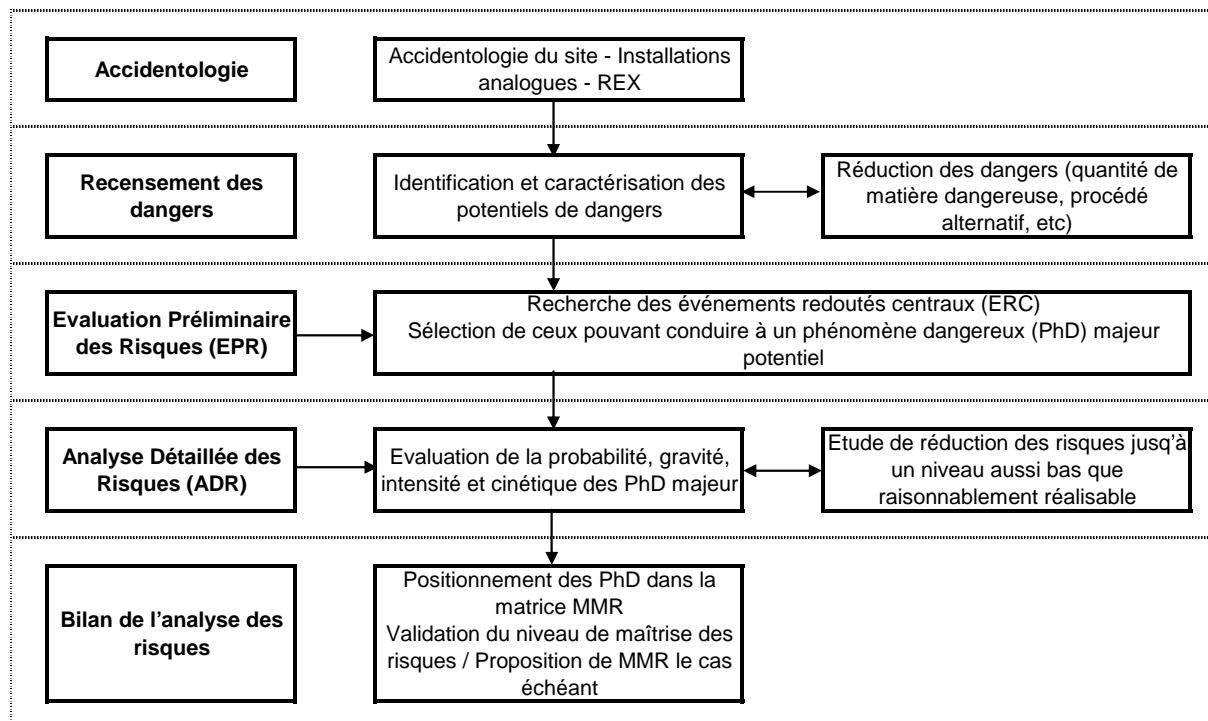 Accidentologie
Accidentologie du site - Installations
analogues - REX
Recensement des
dangers
Identification et caractérisation des
potentiels de dangers
Réduction des dangers (quantité de
matière dangereuse, procédé
alternatif, etc)
Evaluation Préliminaire
des Risques (EPR)
Recherche des événements redoutés centraux (ERC)
Sélection de ceux pouvant conduire à un phénomène dangereux (PhD) majeur
potentiel
Analyse Détaillée des
Risques (ADR)
Evaluation de la probabilité, gravité,
intensité et cinétique des PhD majeur
Etude de réduction des risques jusqu'à
un niveau aussi bas que
raisonnablement réalisable
Bilan de l'analyse des
risques
Positionnement des PhD dans la
matrice MMR
Validation du niveau de maîtrise des
risques / Proposition de MMR le cas
échéant